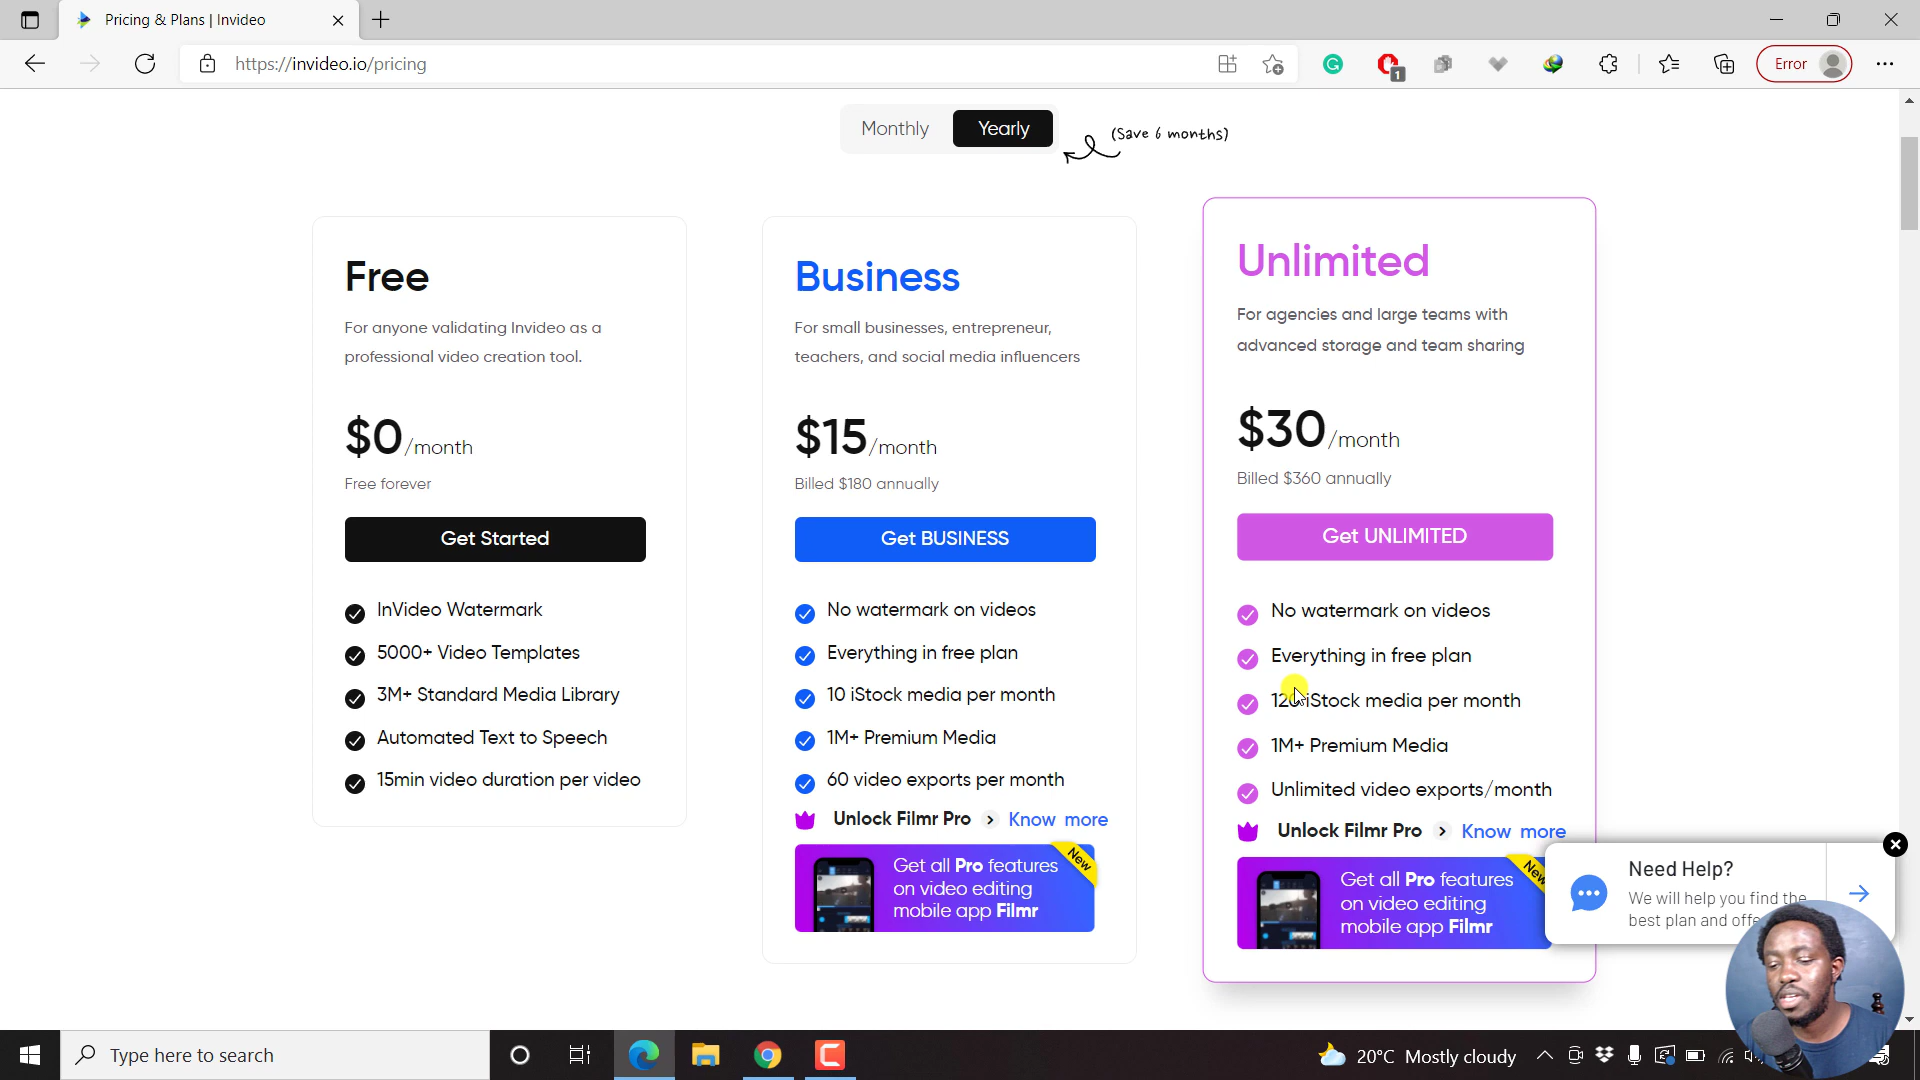 Pricing & Plans | Invideo
https://invideo.io/pricing
1
Error
Monthly
Yearly
(Save 6 months)
Free
For anyone validating Invideo as a
professional video creation tool.
$0/month
Free forever
Get Started
InVideo Watermark
5000+ Video Templates
3M+ Standard Media Library
Automated Text to Speech
15min video duration per video
Business
For small businesses, entrepreneur,
teachers, and social media influencers
$15/month
Billed $180 annually
Get BUSINESS
No watermark on videos
Everything in free plan
10 iStock media per month
1M+ Premium Media
60 video exports per month
Unlock Filmr Pro > Know more
Get all Pro features
on video editing
mobile app Filmr
New
Unlimited
For agencies and large teams with
advanced storage and team sharing
$30/month
Billed $360 annually
Get UNLIMITED
No watermark on videos
Everything in free plan
120 iStock media per month
1M+ Premium Media
Unlimited video exports/month
Unlock Filmr Pro > Know more
Get all Pro features
on video editing
mobile app Filmr
New
Need Help?
We will help you find the
best plan and
Type here to search
20°C Mostly cloudy